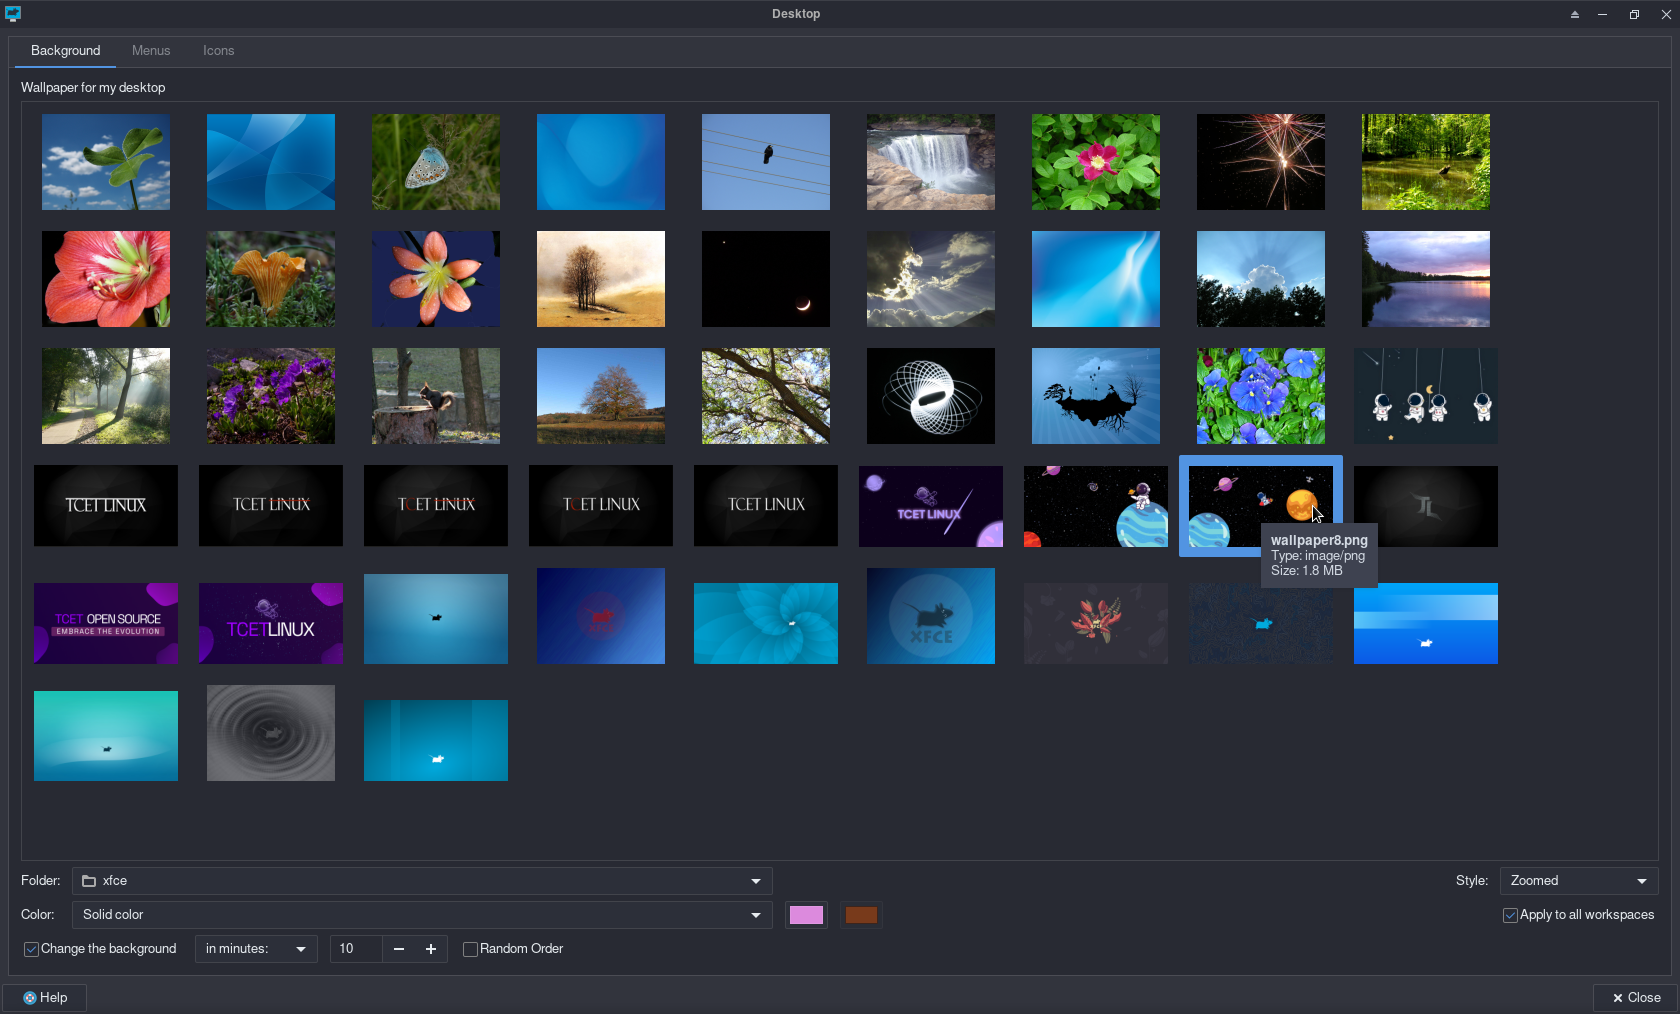 Desktop
Background
Menus
Icons
Wallpaper for my desktop
TCET LINUX
TCET LINUX
TCET LINUX
TCET LINUX
TCET LINUX
TCET LINUX
wallpaper8.png
Type: image/png
Size: 1.8 MB
TCET OPEN SOURCE
EMBRACE THE EVOLUTION
TCETLINUX
XFCE
XFCE
XFCE
Folder:
xfce
Style:
Zoomed
Color:
Solid color
Apply to all workspaces
Change the background
in minutes:
10
Random Order
Help
Close